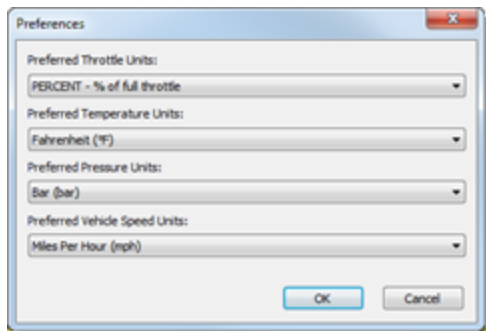 Preferences
Preferred Throttle Units:
PERCENT - % of full throttle
Preferred Temperature Units:
Fahrenheit (°F)
Preferred Pressure Units:
Bar (bar)
Preferred Vehicle Speed Units:
Miles Per Hour (mph)
OK Cancel